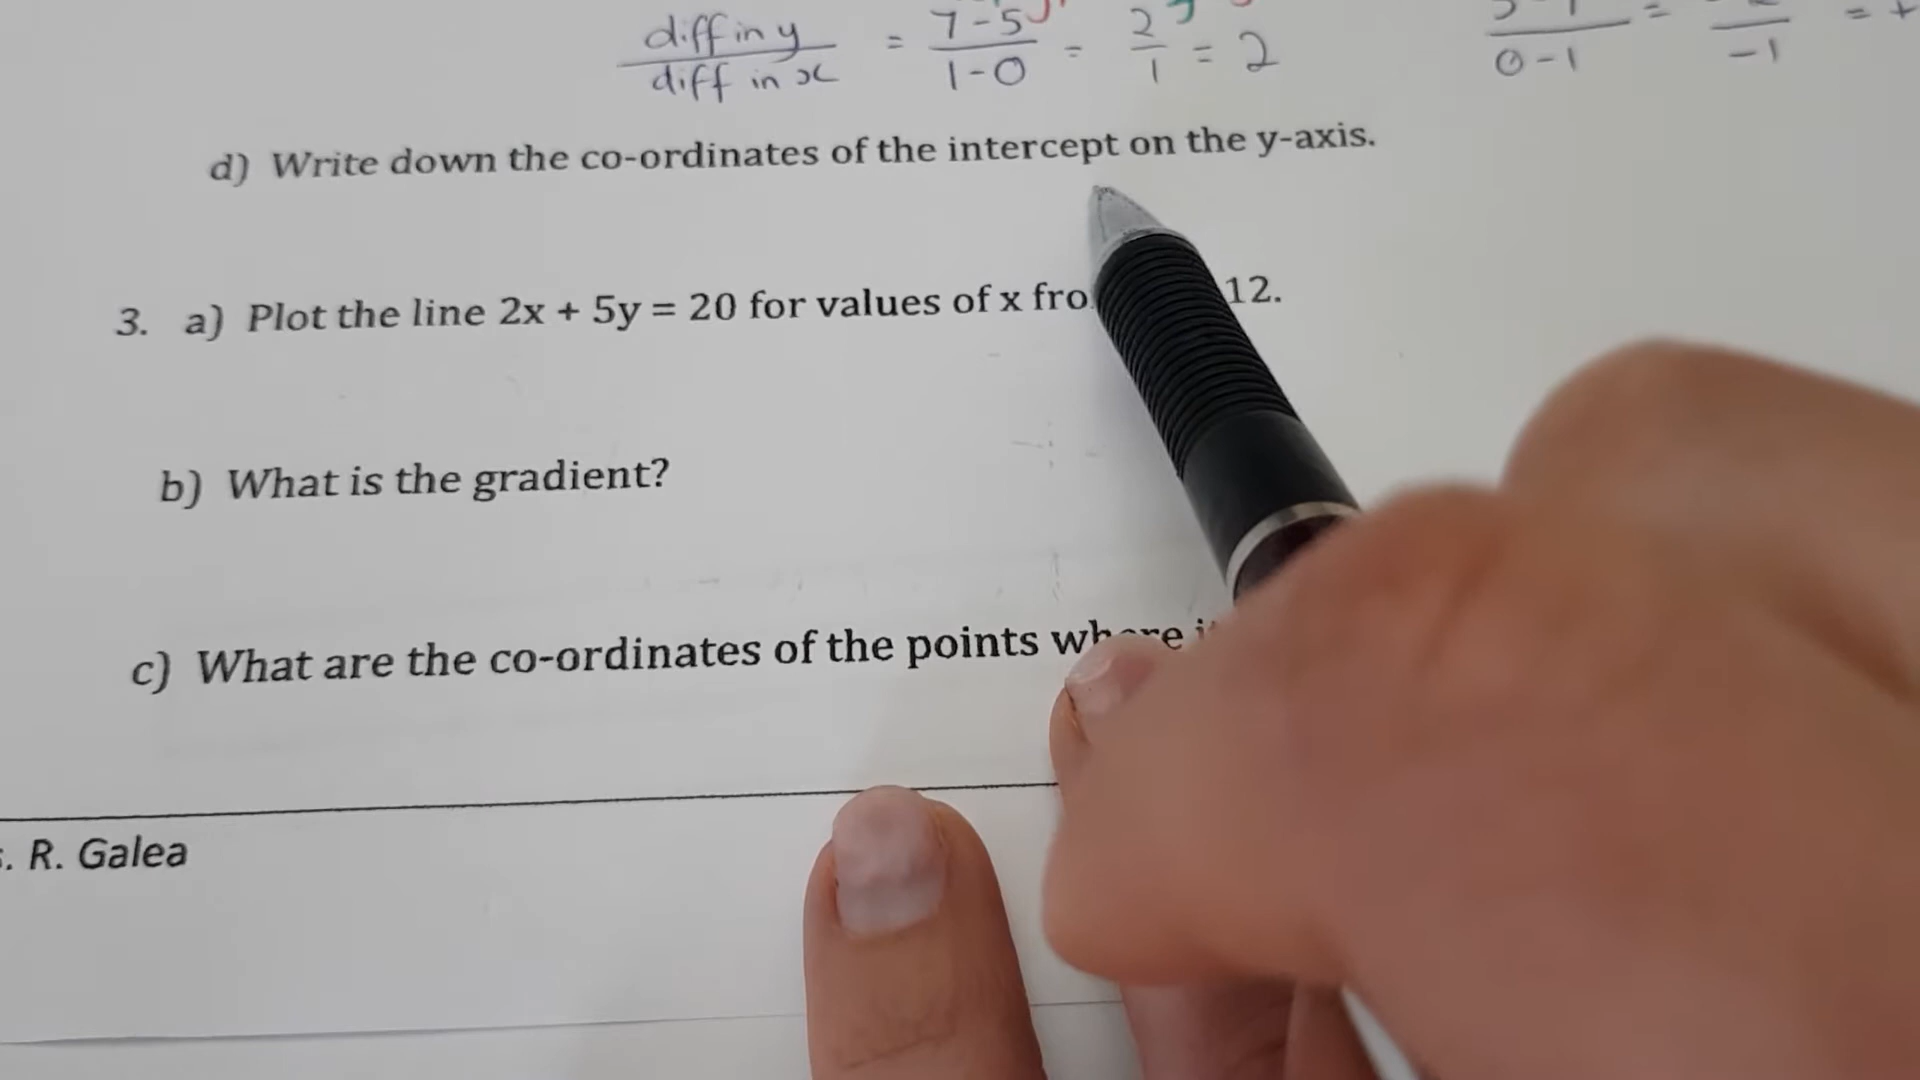 diff in y / diff in x = 7-5 / 1-0 = 2 / 1 = 2
0-1 = -1 = +
d) Write down the co-ordinates of the intercept on the y-axis.
3. a) Plot the line 2x + 5y = 20 for values of x 12.
b) What is the gradient?
c) What are the co-ordinates of the points where
R. Galea